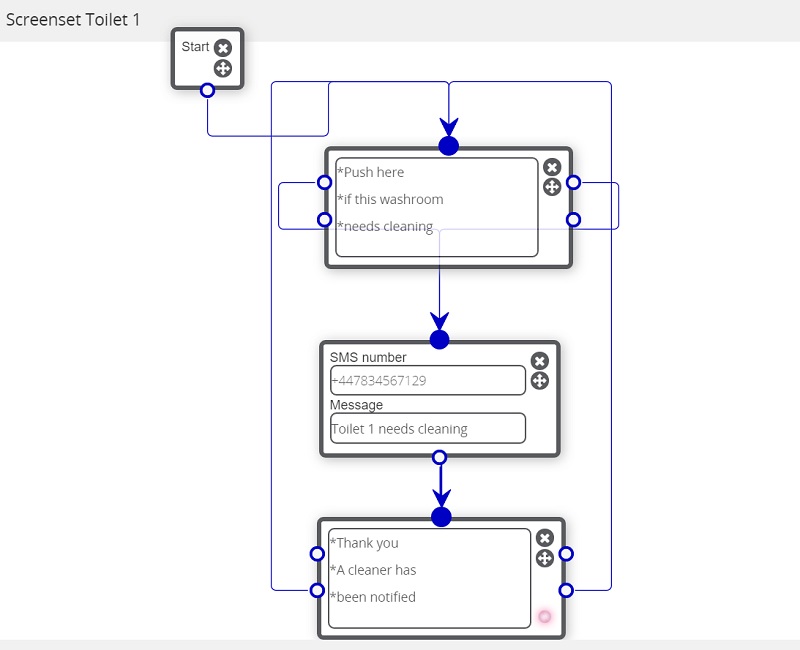 Screenset Toilet 1
Start
*Push here
*if this washroom
*needs cleaning
SMS number
+447834567129
Message
Toilet 1 needs cleaning
*Thank you
*A cleaner has
*been notified